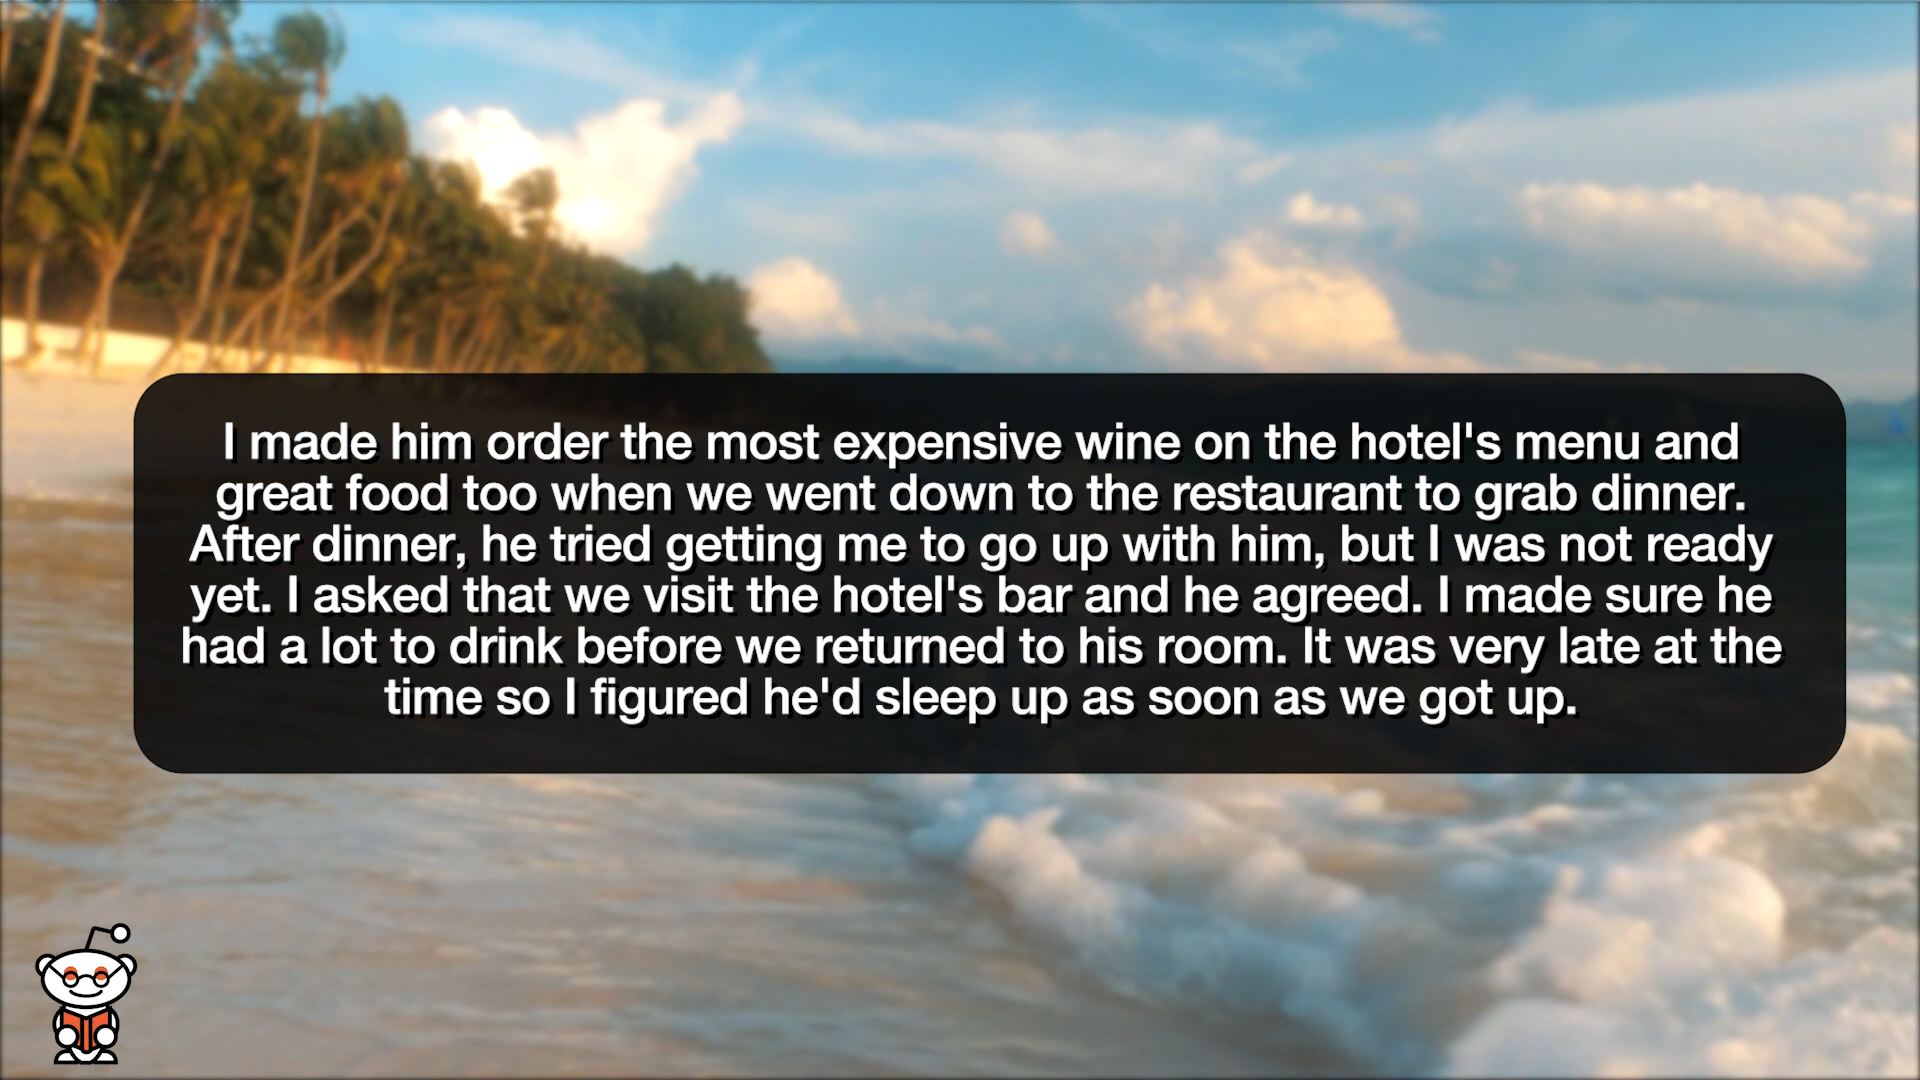 I made him order the most expensive wine on the hotel's menu and
great food too when we went down to the restaurant to grab dinner.
After dinner, he tried getting me to go up with him, but I was not ready
yet. I asked that we visit the hotel's bar and he agreed. I made sure he
had a lot to drink before we returned to his room. It was very late at the
time so I figured he'd sleep up as soon as we got up.